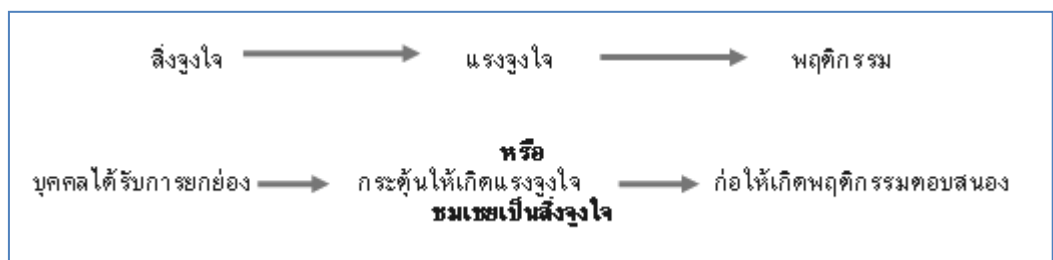 สิ่งจูงใจ แรงจูงใจ พฤติกรรม
หรือ
บุคคลได้รับการยกย่อง กระตุ้นให้เกิดแรงจูงใจ ก่อให้เกิดพฤติกรรมตอบสนอง
ชมเชยเป็นสิ่งจูงใจ